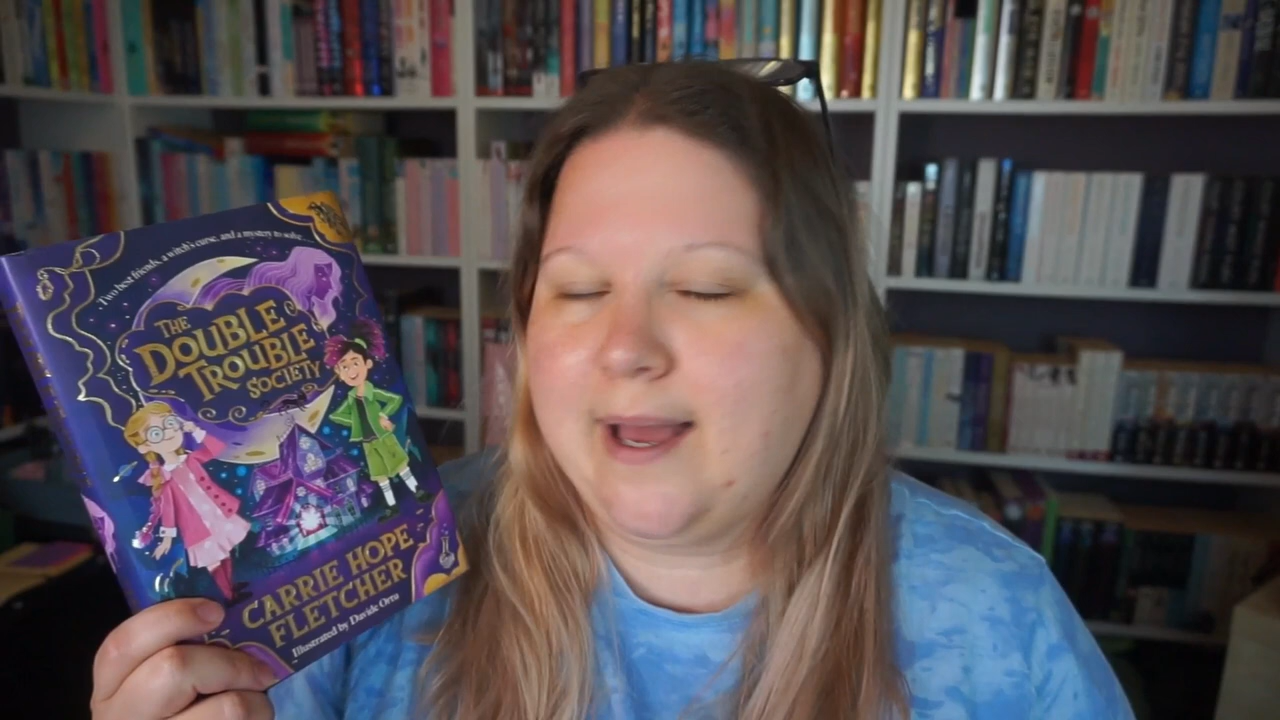 Two best friends, a witch's curse, and a mystery to solve...
THE
DOUBLE
TROUBLE
SOCIETY
CARRIE HOPE
FLETCHER
Illustrated by Davide Ortu